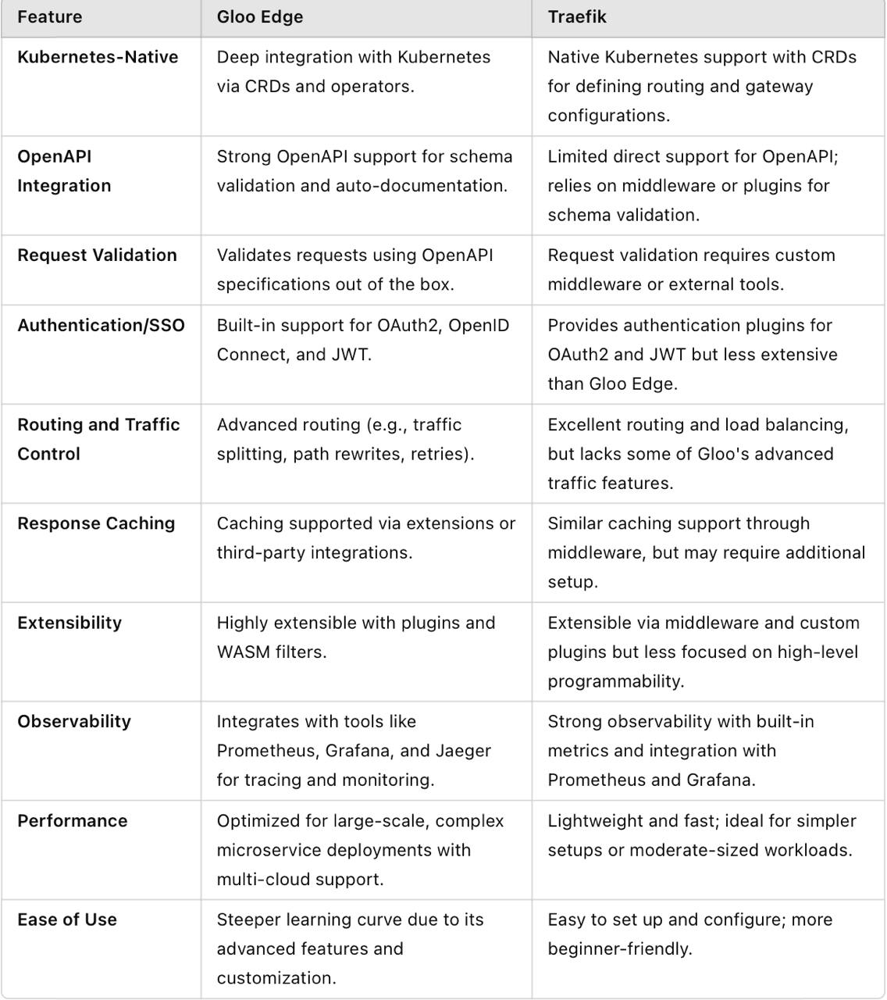 Feature
Gloo Edge
Traefik
Kubernetes-Native
Deep integration with Kubernetes
via CRDs and operators.
Native Kubernetes support with CRDs
for defining routing and gateway
configurations.
OpenAPI
Integration
Strong OpenAPI support for schema
validation and auto-documentation.
Limited direct support for OpenAPI;
relies on middleware or plugins for
schema validation.
Request Validation
Validates requests using OpenAPI
specifications out of the box.
Request validation requires custom
middleware or external tools.
Authentication/SSO
Built-in support for OAuth2, OpenID
Connect, and JWT.
Provides authentication plugins for
OAuth2 and JWT but less extensive
than Gloo Edge.
Routing and Traffic
Control
Advanced routing (e.g., traffic
splitting, path rewrites, retries).
Excellent routing and load balancing,
but lacks some of Gloo's advanced
traffic features.
Response Caching
Caching supported via extensions or
third-party integrations.
Similar caching support through
middleware, but may require additional
setup.
Extensibility
Highly extensible with plugins and
WASM filters.
Extensible via middleware and custom
plugins but less focused on high-level
programmability.
Observability
Integrates with tools like
Prometheus, Grafana, and Jaeger
for tracing and monitoring.
Strong observability with built-in
metrics and integration with
Prometheus and Grafana.
Performance
Optimized for large-scale, complex
microservice deployments with
multi-cloud support.
Lightweight and fast; ideal for simpler
setups or moderate-sized workloads.
Ease of Use
Steeper learning curve due to its
advanced features and
customization.
Easy to set up and configure; more
beginner-friendly.